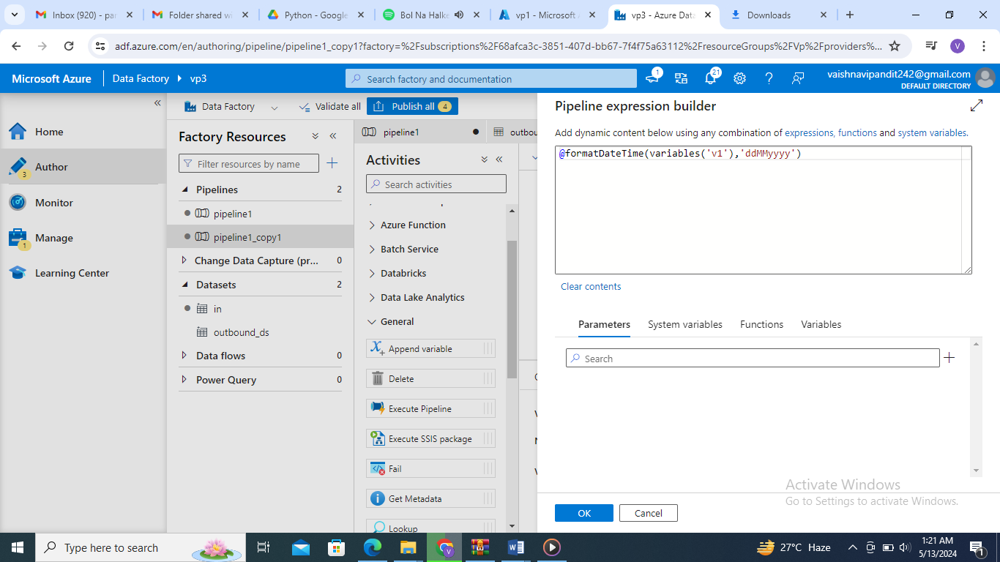 Inbox (920) - pa
Folder shared wi
Python - Google
Bol Na Halke
vp1 - Microsoft
vp3 - Azure Data
Downloads
adf.azure.com/en/authoring/pipeline/pipeline1_copy1?factory=%2Fsubscriptions%2F68afca3c-3851-407d-bb67-7f4f75a63112%2FresourceGroups%2FVp%2Fproviders%...
V
Microsoft Azure
Data Factory
vp3
Search factory and documentation
1
21
vaishnavipandit242@gmail.com
DEFAULT DIRECTORY
Home
Author
3
Monitor
Manage
1
Learning Center
Data Factory
Validate all
Publish all 4
Factory Resources
Filter resources by name
Pipelines 2
pipeline1
pipeline1_copy1
Change Data Capture (pr... 0
Datasets 2
in
outbound_ds
Data flows 0
Power Query 0
pipeline1
outbou
Activities
Search activities
Azure Function
Batch Service
Databricks
Data Lake Analytics
General
Append variable
Delete
Execute Pipeline
Execute SSIS package
Fail
Get Metadata
Lookup
Pipeline expression builder
Add dynamic content below using any combination of expressions, functions and system variables.
@formatDateTime(variables('v1'),'ddMMyyyy')
Clear contents
Parameters System variables Functions Variables
Search
Activate Windows
Go to Settings to activate Windows.
OK
Cancel
Type here to search
27°C Haze
1:21 AM
5/13/2024
1